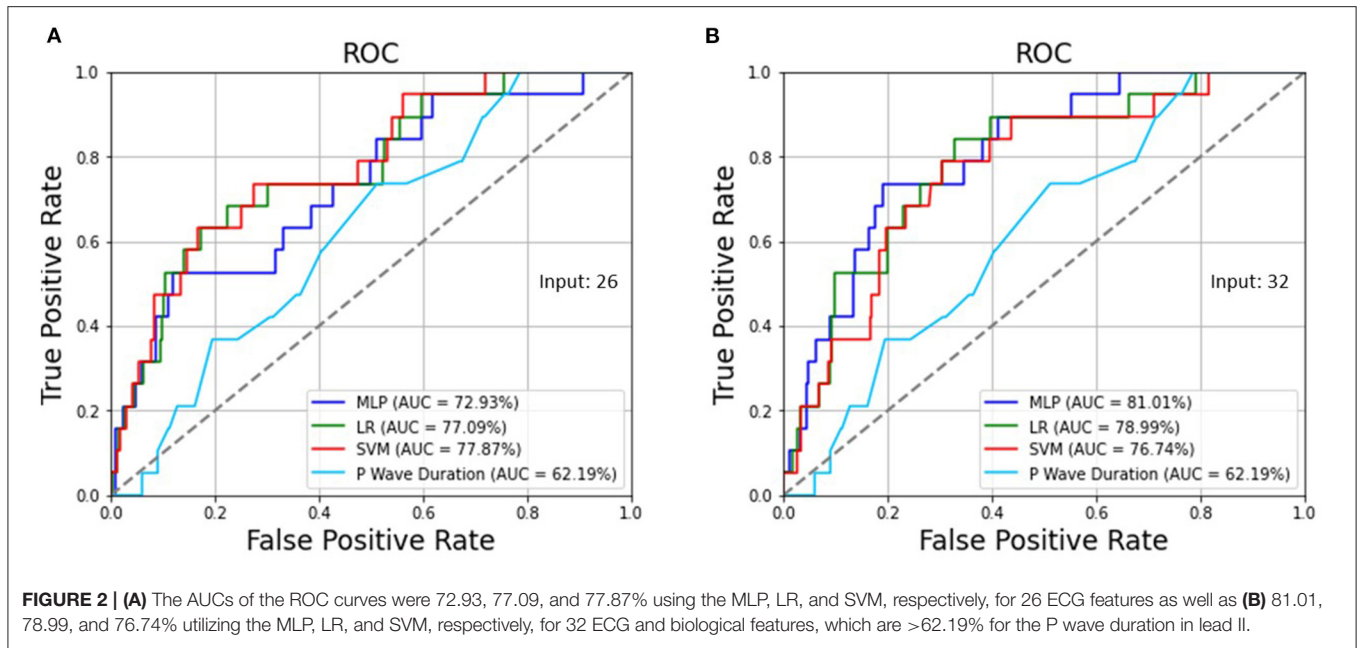 A
ROC
True Positive Rate
1.0
0.8
0.6
0.4
0.2
0.0
Input: 26
MLP (AUC = 72.93%)
LR (AUC = 77.09%)
SVM (AUC = 77.87%)
P Wave Duration (AUC = 62.19%)
0.0 0.2 0.4 0.6 0.8 1.0
False Positive Rate
B
ROC
True Positive Rate
1.0
0.8
0.6
0.4
0.2
0.0
Input: 32
MLP (AUC = 81.01%)
LR (AUC = 78.99%)
SVM (AUC = 76.74%)
P Wave Duration (AUC = 62.19%)
0.0 0.2 0.4 0.6 0.8 1.0
False Positive Rate
FIGURE 2 | (A) The AUCs of the ROC curves were 72.93, 77.09, and 77.87% using the MLP, LR, and SVM, respectively, for 26 ECG features as well as (B) 81.01,
78.99, and 76.74% utilizing the MLP, LR, and SVM, respectively, for 32 ECG and biological features, which are >62.19% for the P wave duration in lead II.